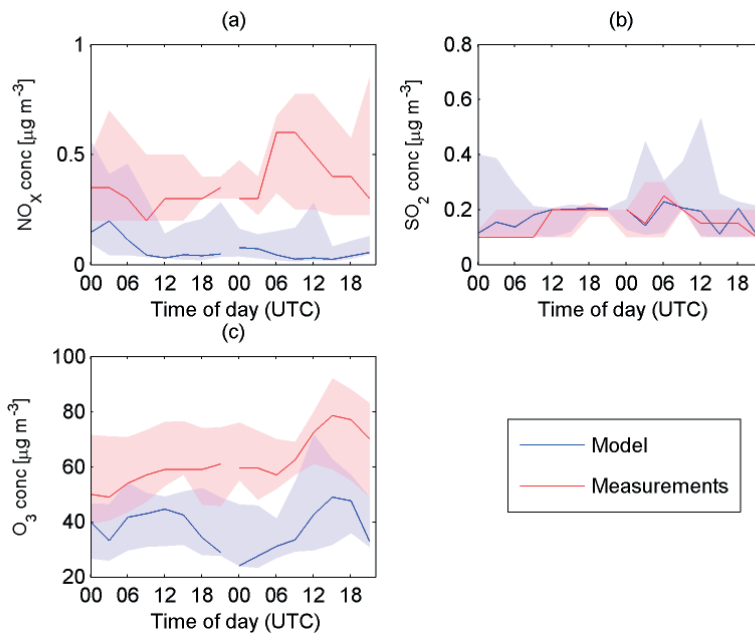 (a)
1
0.5
0
NOX conc [μg m-3]
00 06 12 18 00 06 12 18
Time of day (UTC)
(b)
0.8
0.6
0.4
0.2
0
SO2 conc [μg m-3]
00 06 12 18 00 06 12 18
Time of day (UTC)
(c)
100
80
60
40
20
O3 conc [μg m-3]
00 06 12 18 00 06 12 18
Time of day (UTC)
Model
Measurements